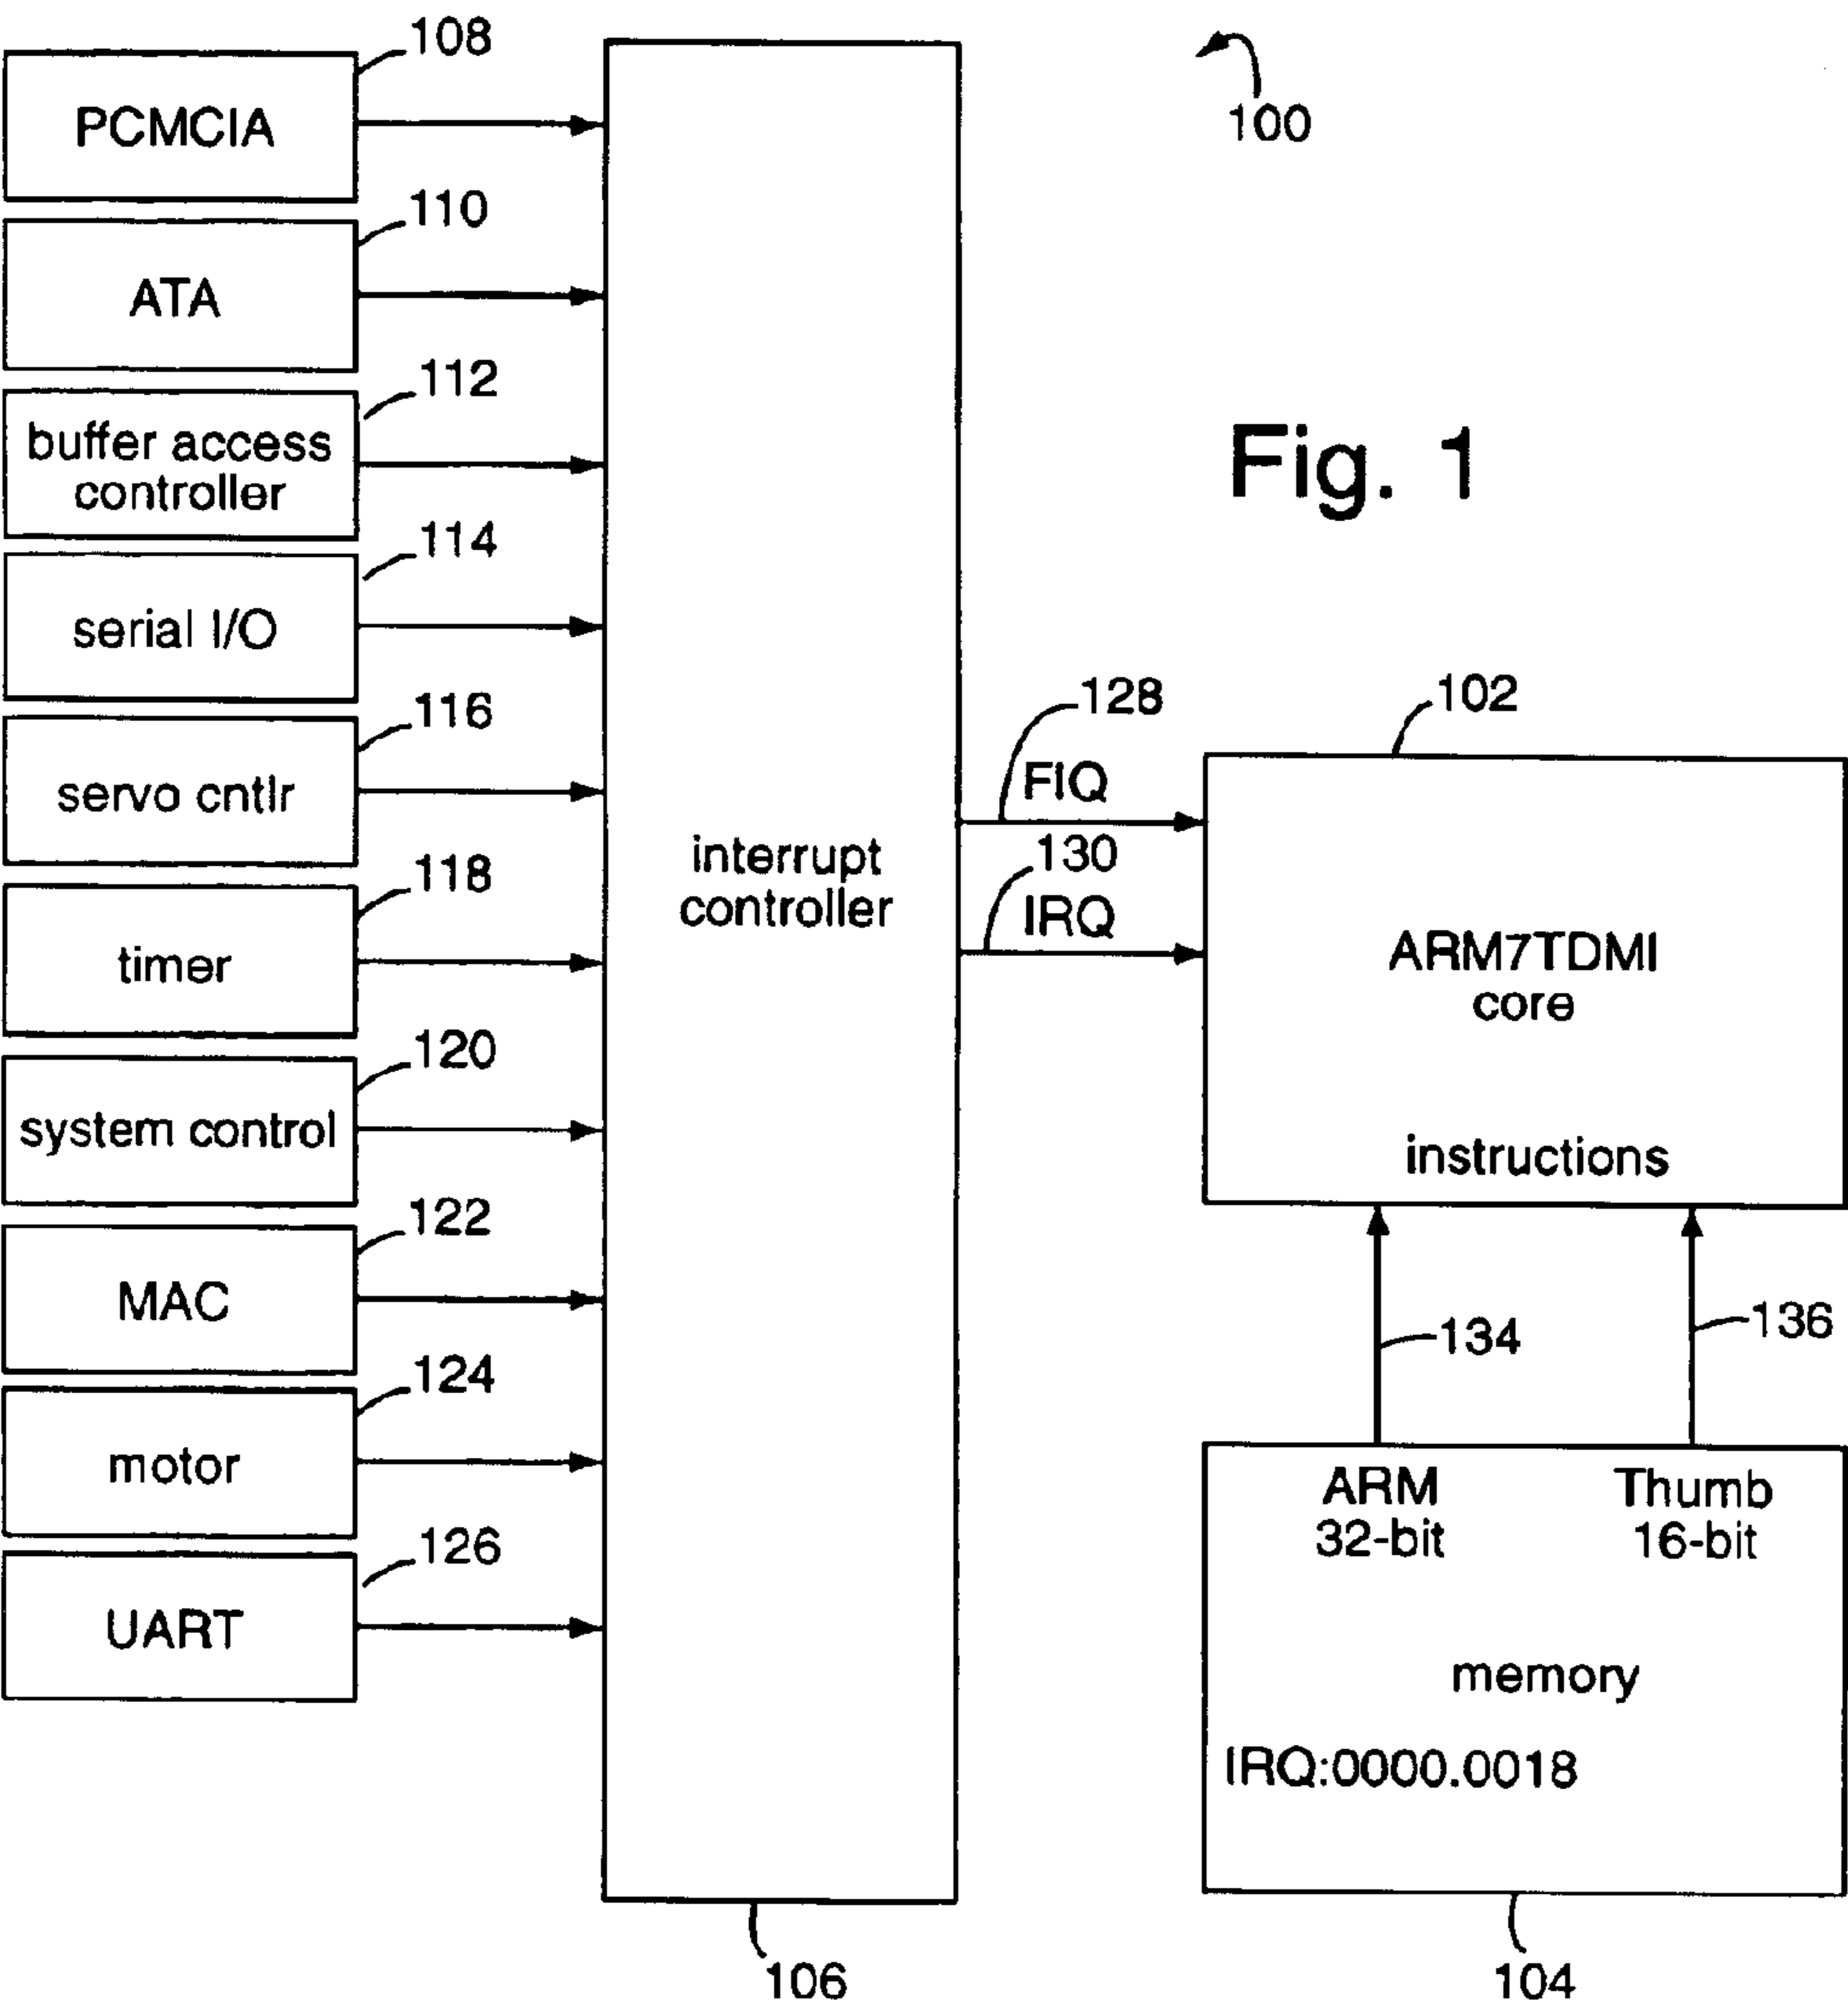 108
PCMCIA
110
ATA
112
buffer access
controller
114
serial I/O
116
servo cntlr
118
timer
120
system control
122
MAC
124
motor
126
UART
interrupt
controller
106
100
Fig. 1
128
FIQ
130
IRQ
102
ARM7TDMI
core
instructions
134
136
ARM
32-bit
Thumb
16-bit
memory
IRQ:0000.0018
104